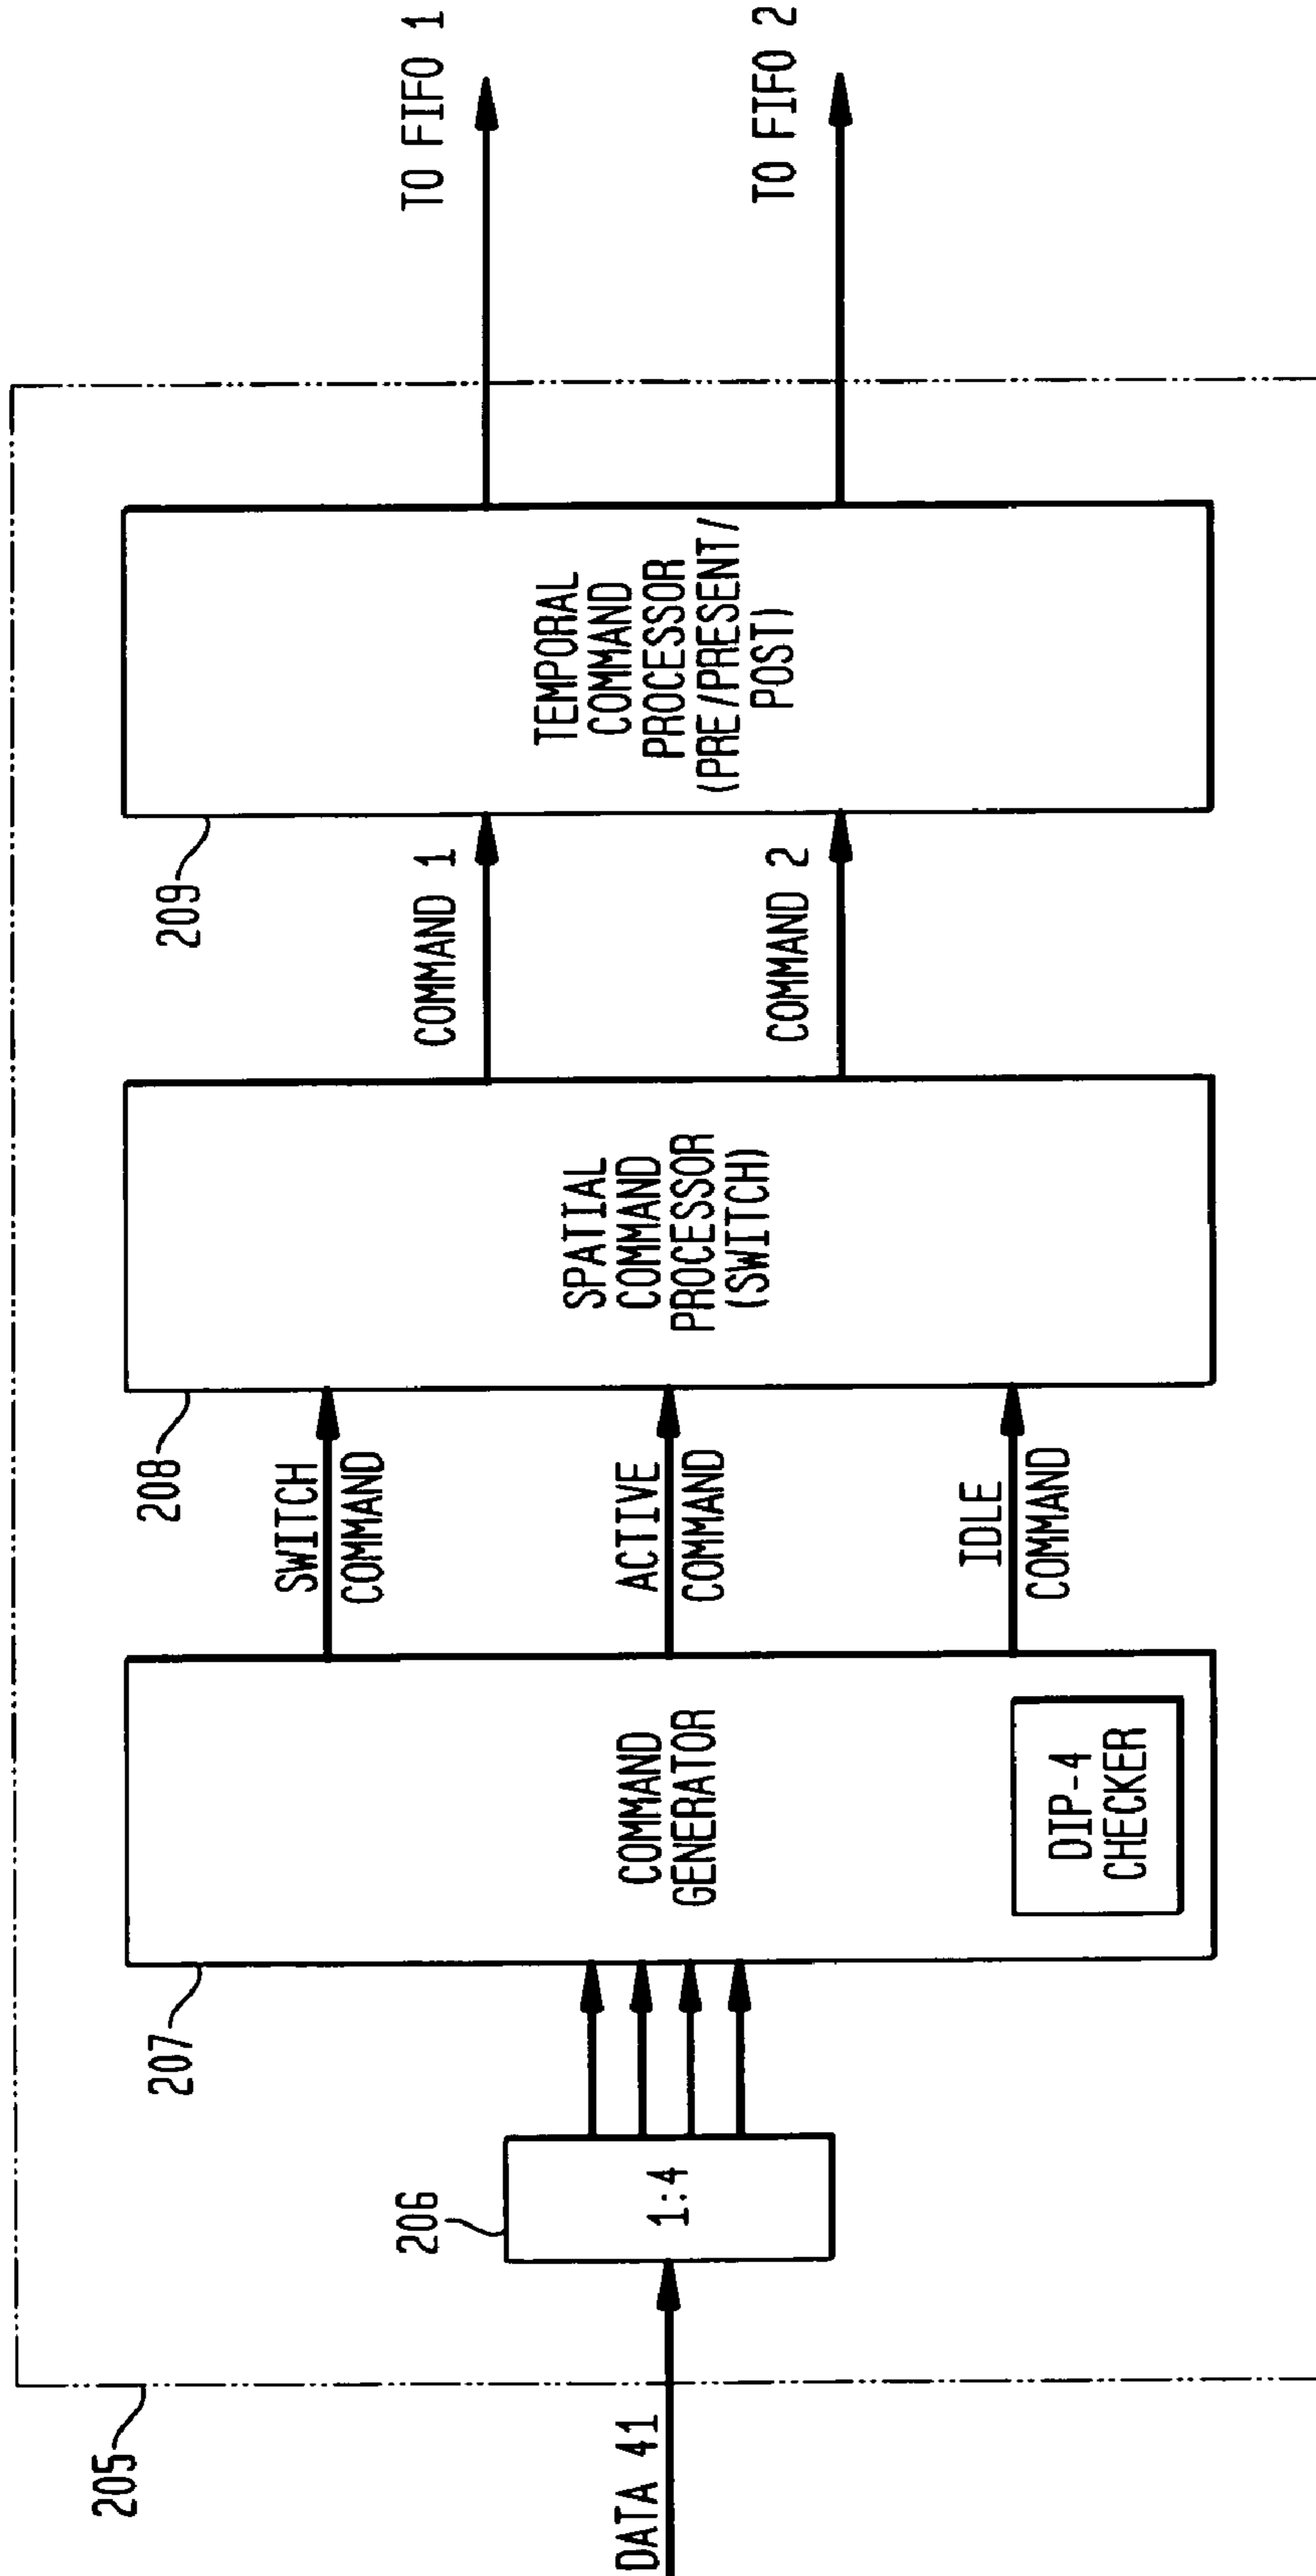 205
DATA 41
206
1:4
207
COMMAND
GENERATOR
DIP-4
CHECKER
SWITCH
COMMAND
ACTIVE
COMMAND
IDLE
COMMAND
208
SPATIAL
COMMAND
PROCESSOR
(SWITCH)
COMMAND 1
COMMAND 2
209
TEMPORAL
COMMAND
PROCESSOR
(PRE/PRESENT/
POST)
TO FIFO 1
TO FIFO 2